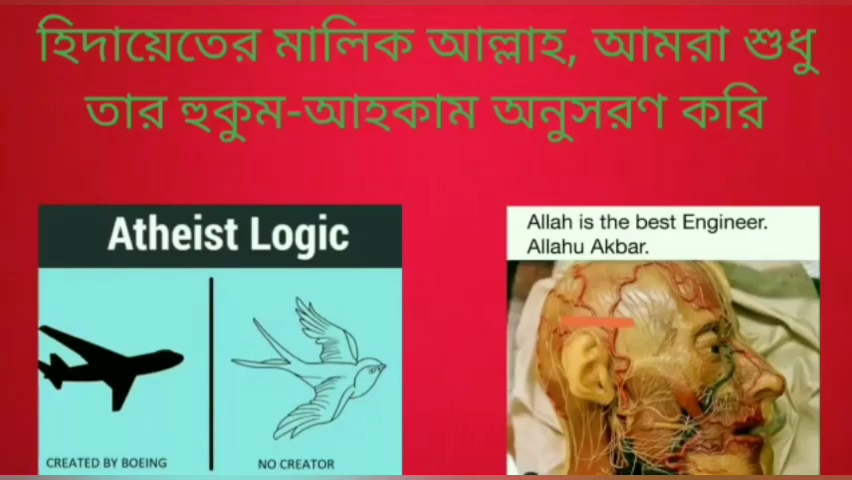 হিদায়েতের মালিক আল্লাহ, আমরা শুধু
তার হুকুম-আহকাম অনুসরণ করি
Atheist Logic
CREATED BY BOEING
NO CREATOR
Allah is the best Engineer.
Allahu Akbar.